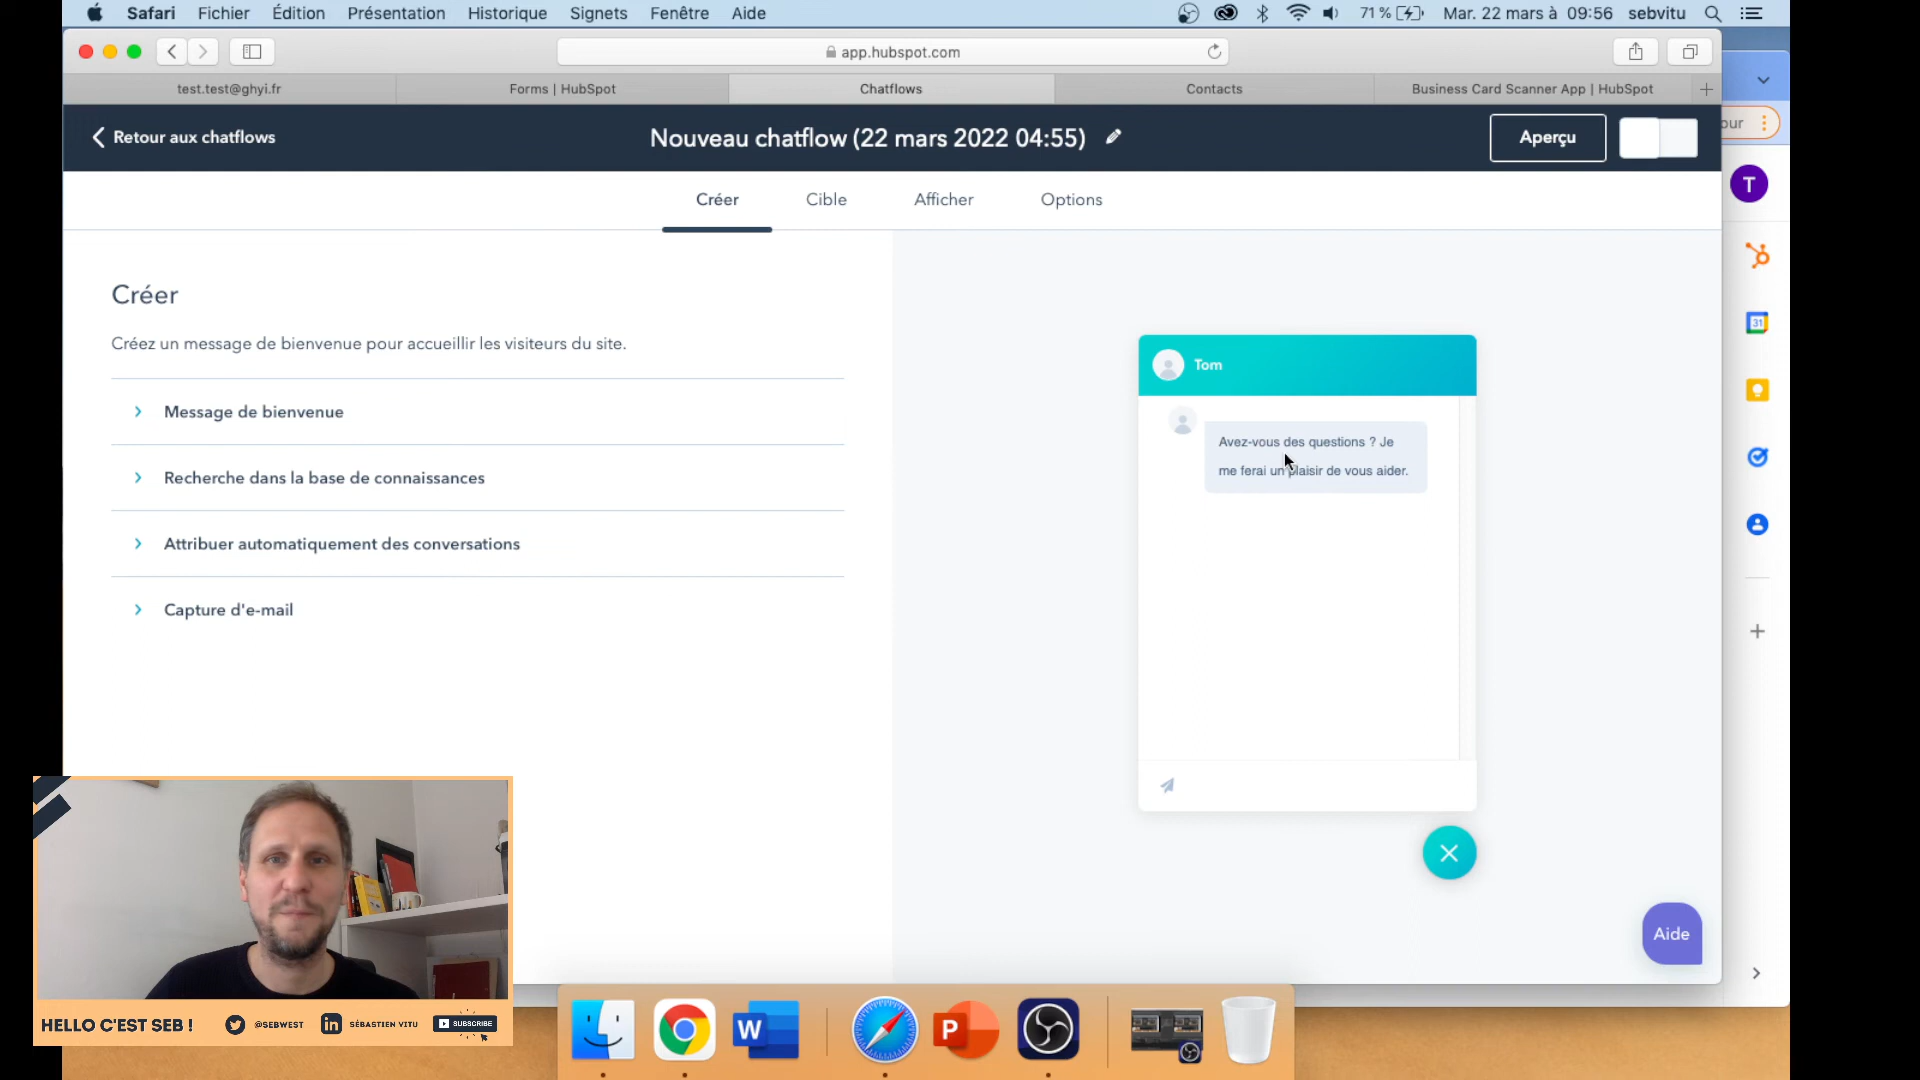 Safari Fichier Édition Présentation Historique Signets Fenêtre Aide 71 % Mar. 22 mars à 09:56 sebvitu
app.hubspot.com
test.test@ghyi.fr Forms | HubSpot Chatflows Contacts Business Card Scanner App | HubSpot
Retour aux chatflows Nouveau chatflow (22 mars 2022 04:55) Aperçu
our
T
Créer Cible Afficher Options
Créer
Créez un message de bienvenue pour accueillir les visiteurs du site.
Message de bienvenue
Recherche dans la base de connaissances
Attribuer automatiquement des conversations
Capture d'e-mail
Tom
Avez-vous des questions ? Je
me ferai un plaisir de vous aider.
31
Aide
HELLO C'EST SEB ! @SEBWEST in SÉBASTIEN VITU SUBSCRIBE
W P